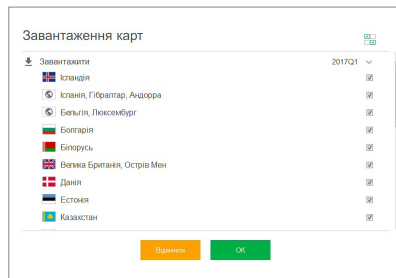 Завантаження карт
Завантажити 2017Q1
Ісландія
Іспанія, Гібралтар, Андорра
Бельгія, Люксембург
Болгарія
Білорусь
Велика Британія, Острів Мен
Данія
Естонія
Казахстан
Відмінити ОК